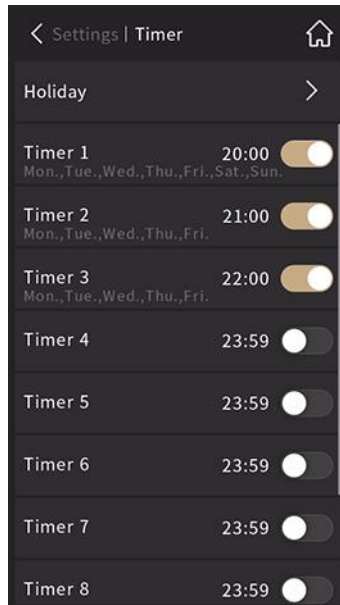 Settings | Timer
Holiday
Timer 1 20:00
Mon.,Tue.,Wed.,Thu.,Fri.,Sat.,Sun.
Timer 2 21:00
Mon.,Tue.,Wed.,Thu.,Fri.
Timer 3 22:00
Mon.,Tue.,Wed.,Thu.,Fri.
Timer 4 23:59
Timer 5 23:59
Timer 6 23:59
Timer 7 23:59
Timer 8 23:59